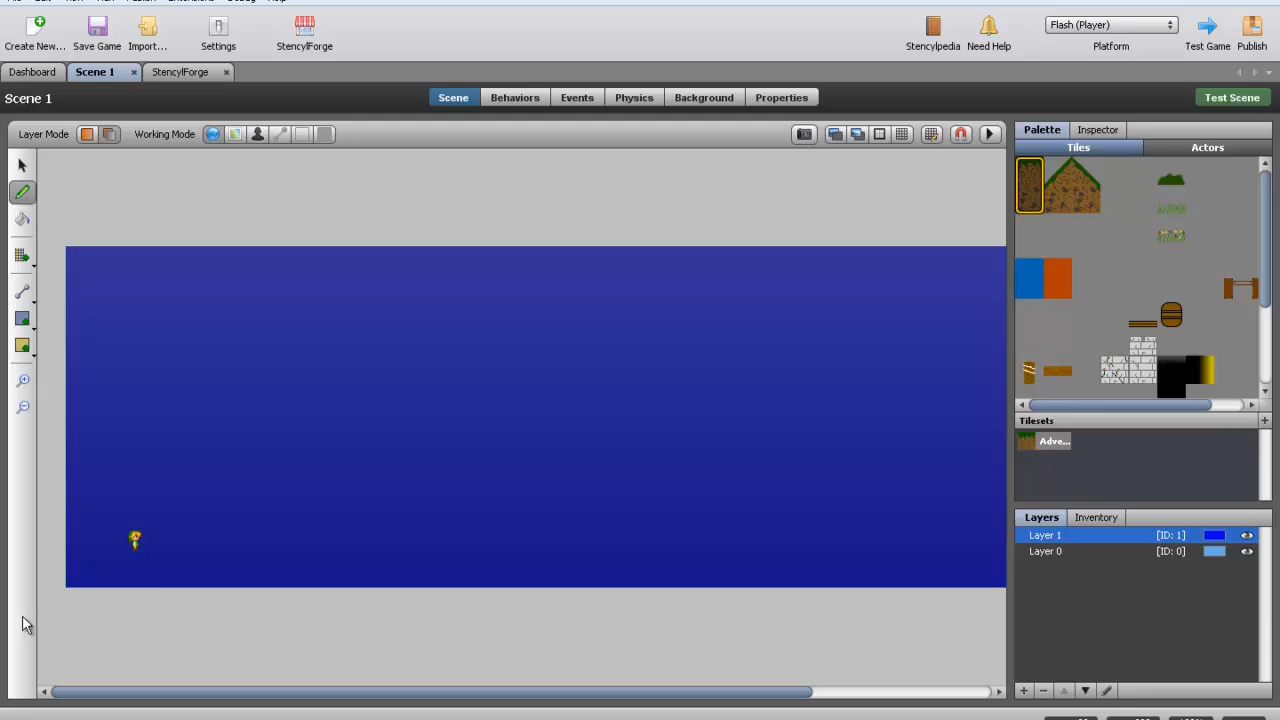 Create New... Save Game Import... Settings StencylForge Stencylpedia Need Help Flash (Player) Platform Test Game Publish
Dashboard Scene 1 StencylForge
Scene 1 Scene Behaviors Events Physics Background Properties Test Scene
Layer Mode Working Mode
Palette Inspector
Tiles Actors
Tilesets
Adve...
Layers Inventory
Layer 1 [ID: 1]
Layer 0 [ID: 0]